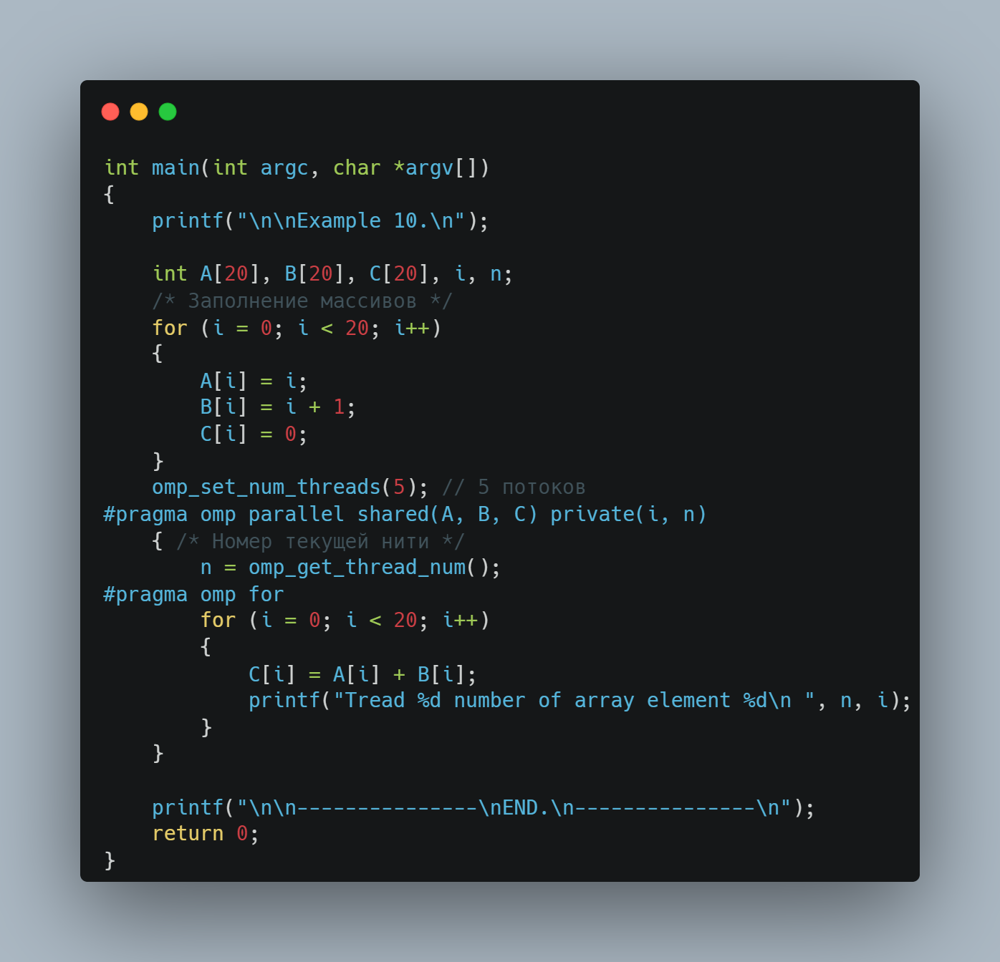 int main(int argc, char *argv[])
{
    printf("\n\nExample 10.\n");

    int A[20], B[20], C[20], i, n;
    /* Заполнение массивов */
    for (i = 0; i < 20; i++)
    {
        A[i] = i;
        B[i] = i + 1;
        C[i] = 0;
    }
    omp_set_num_threads(5); // 5 потоков
#pragma omp parallel shared(A, B, C) private(i, n)
    { /* Номер текущей нити */
        n = omp_get_thread_num();
#pragma omp for
        for (i = 0; i < 20; i++)
        {
            C[i] = A[i] + B[i];
            printf("Tread %d number of array element %d\n ", n, i);
        }
    }

    printf("\n\n---------------\nEND.\n---------------\n");
    return 0;
}